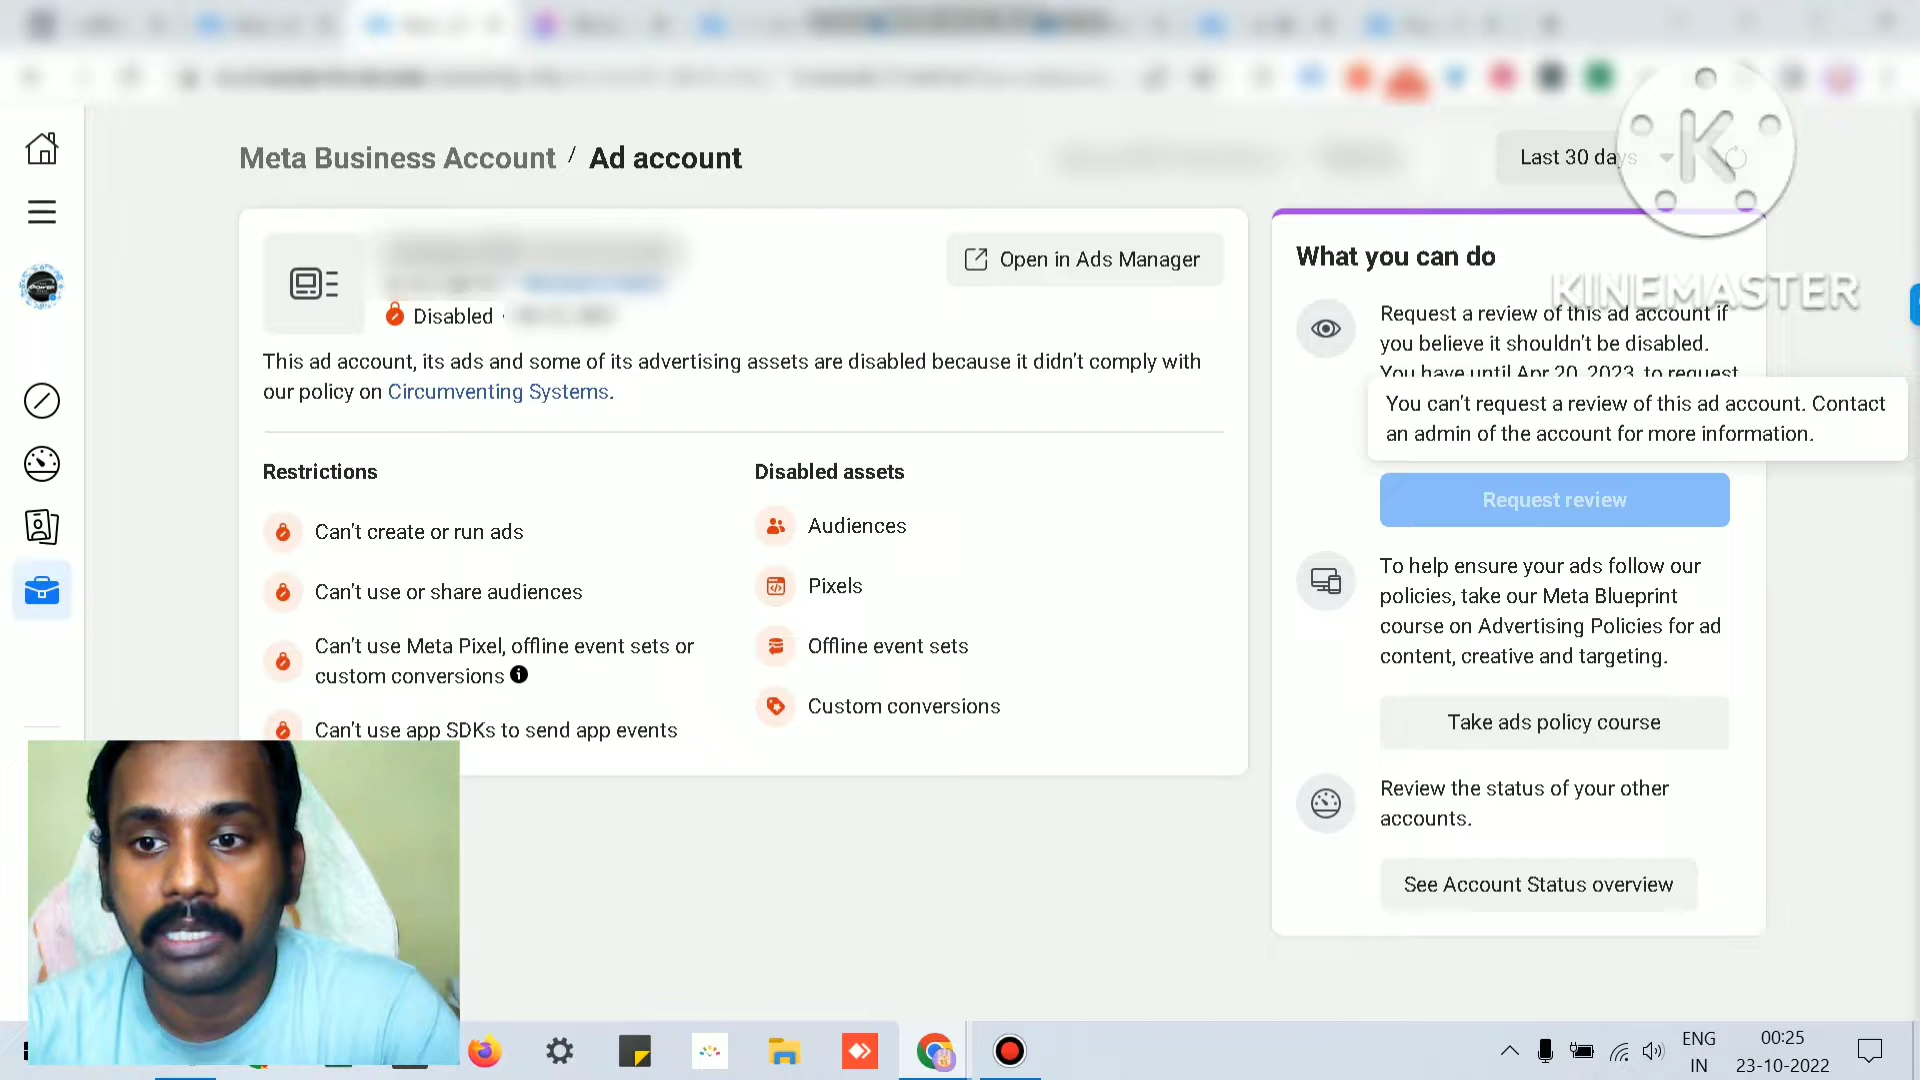 Meta Business Account / Ad account
Last 30 days
KINEMASTER
Open in Ads Manager
Disabled ·
This ad account, its ads and some of its advertising assets are disabled because it didn't comply with
our policy on Circumventing Systems.
Restrictions
Can't create or run ads
Can't use or share audiences
Can't use Meta Pixel, offline event sets or
custom conversions
Can't use app SDKs to send app events
Disabled assets
Audiences
Pixels
Offline event sets
Custom conversions
What you can do
Request a review of this ad account if
you believe it shouldn't be disabled.
You have until Apr 20, 2023, to request
You can't request a review of this ad account. Contact
an admin of the account for more information.
Request review
To help ensure your ads follow our
policies, take our Meta Blueprint
course on Advertising Policies for ad
content, creative and targeting.
Take ads policy course
Review the status of your other
accounts.
See Account Status overview
ENG
IN
00:25
23-10-2022